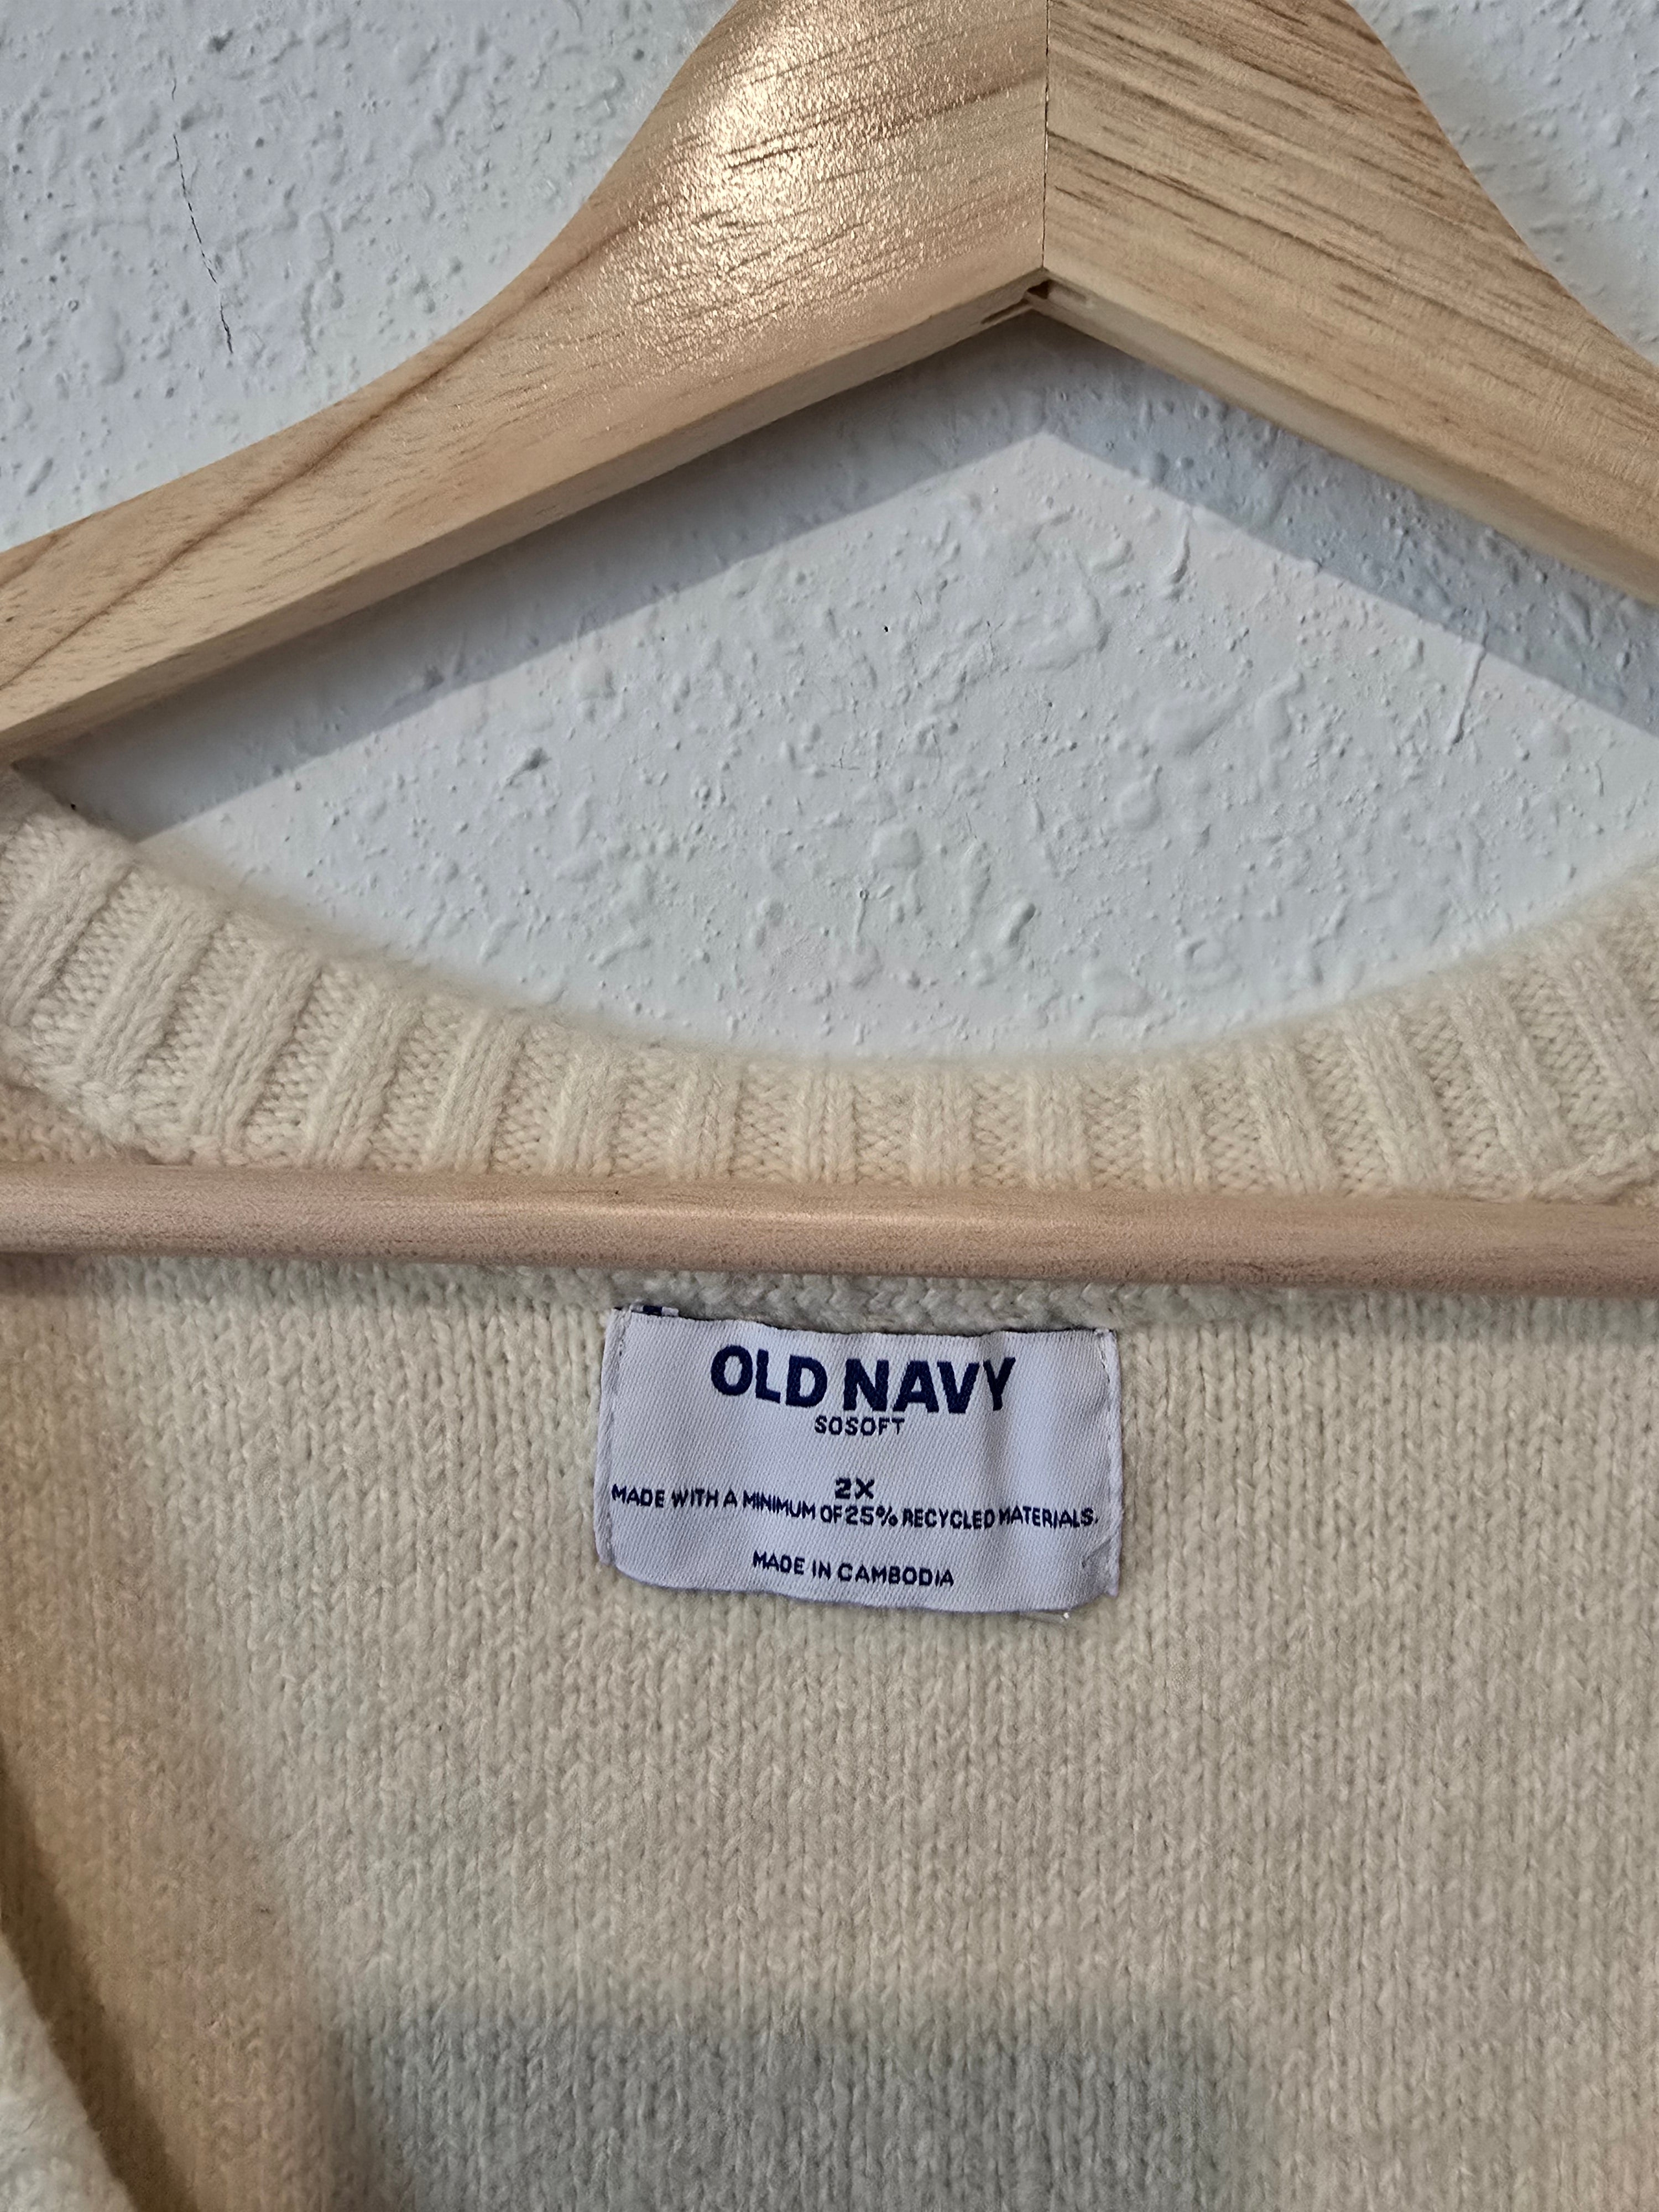 OLD NAVY
SOSOFT
2X
MADE WITH A MINIMUM OF 25% RECYCLED MATERIALS.
MADE IN CAMBODIA